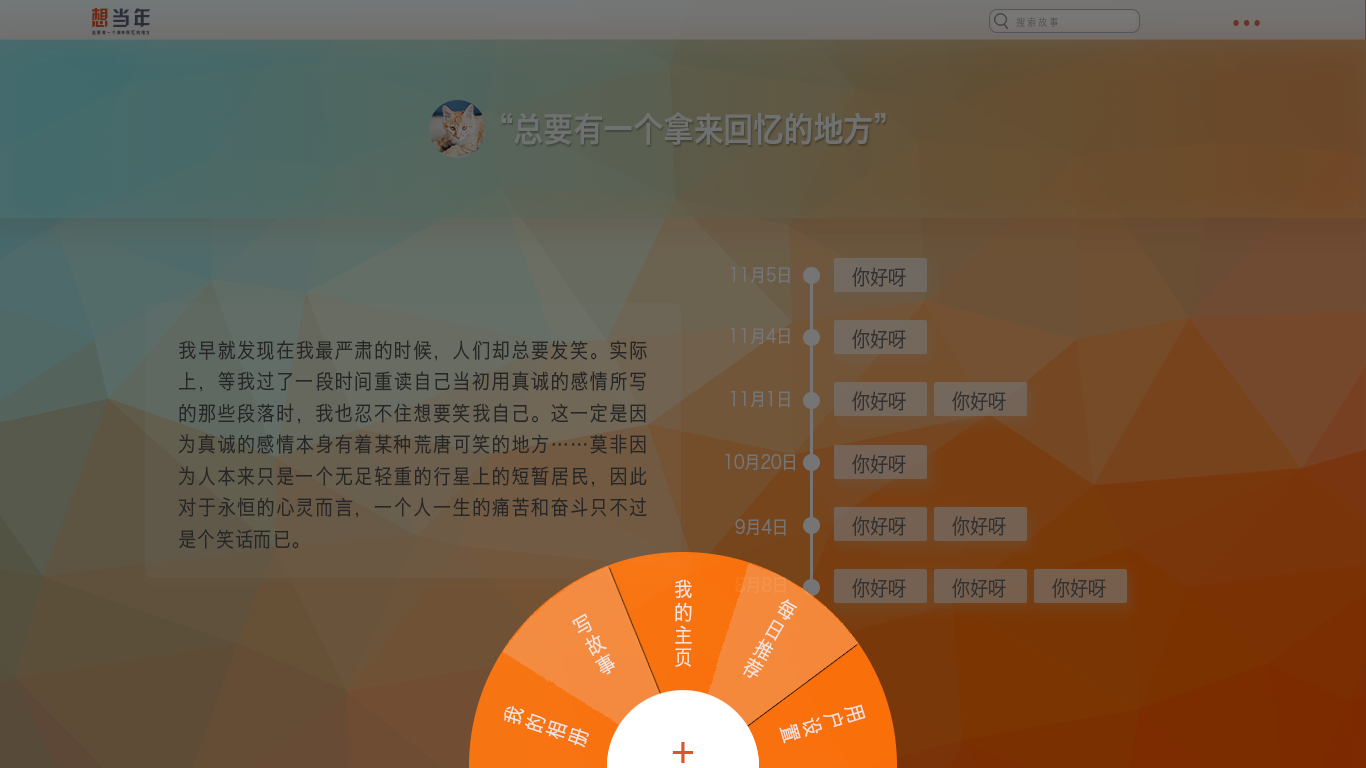 想当年
总要有一个拿来回忆的地方
搜索故事
“总要有一个拿来回忆的地方”
我早就发现在我最严肃的时候，人们却总要发笑。实际
上，等我过了一段时间重读自己当初用真诚的感情所写
的那些段落时，我也忍不住想要笑我自己。这一定是因
为真诚的感情本身有着某种荒唐可笑的地方……莫非因
为人本来只是一个无足轻重的行星上的短暂居民，因此
对于永恒的心灵而言，一个人一生的痛苦和奋斗只不过
是个笑话而已。
11月5日 你好呀
11月4日 你好呀
11月1日 你好呀 你好呀
10月20日 你好呀
9月4日 你好呀 你好呀
8月8日 你好呀 你好呀 你好呀
我的相册
写故事
我的主页
每日推荐
用户设置
+